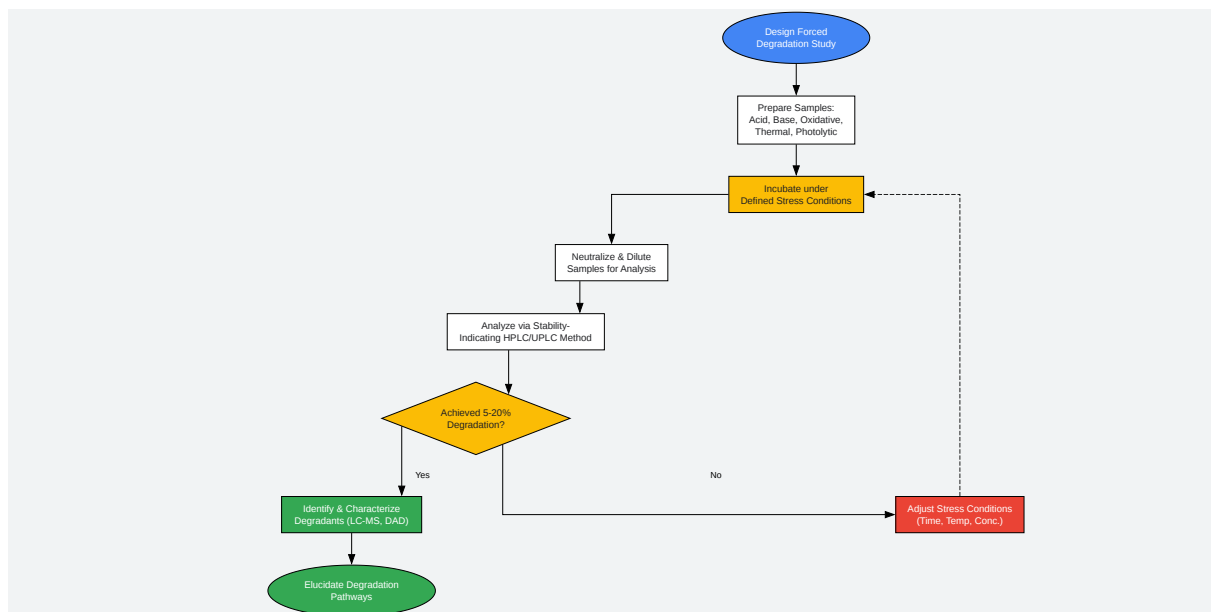 Design Forced
Degradation Study
Prepare Samples:
Acid, Base, Oxidative,
Thermal, Photolytic
Incubate under
Defined Stress Conditions
Neutralize & Dilute
Samples for Analysis
Analyze via Stability-
Indicating HPLC/UPLC Method
Achieved 5-20%
Degradation?
Yes
No
Identify & Characterize
Degradants (LC-MS, DAD)
Adjust Stress Conditions
(Time, Temp, Conc.)
Elucidate Degradation
Pathways